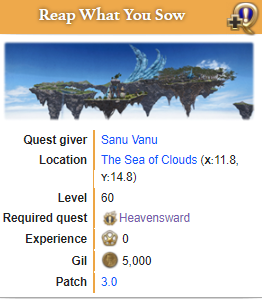 Reap What You Sow
Quest giver Sanu Vanu
Location The Sea of Clouds (X:11.8,
Y:14.8)
Level 60
Required quest Heavensward
Experience 0
Gil 5,000
Patch 3.0